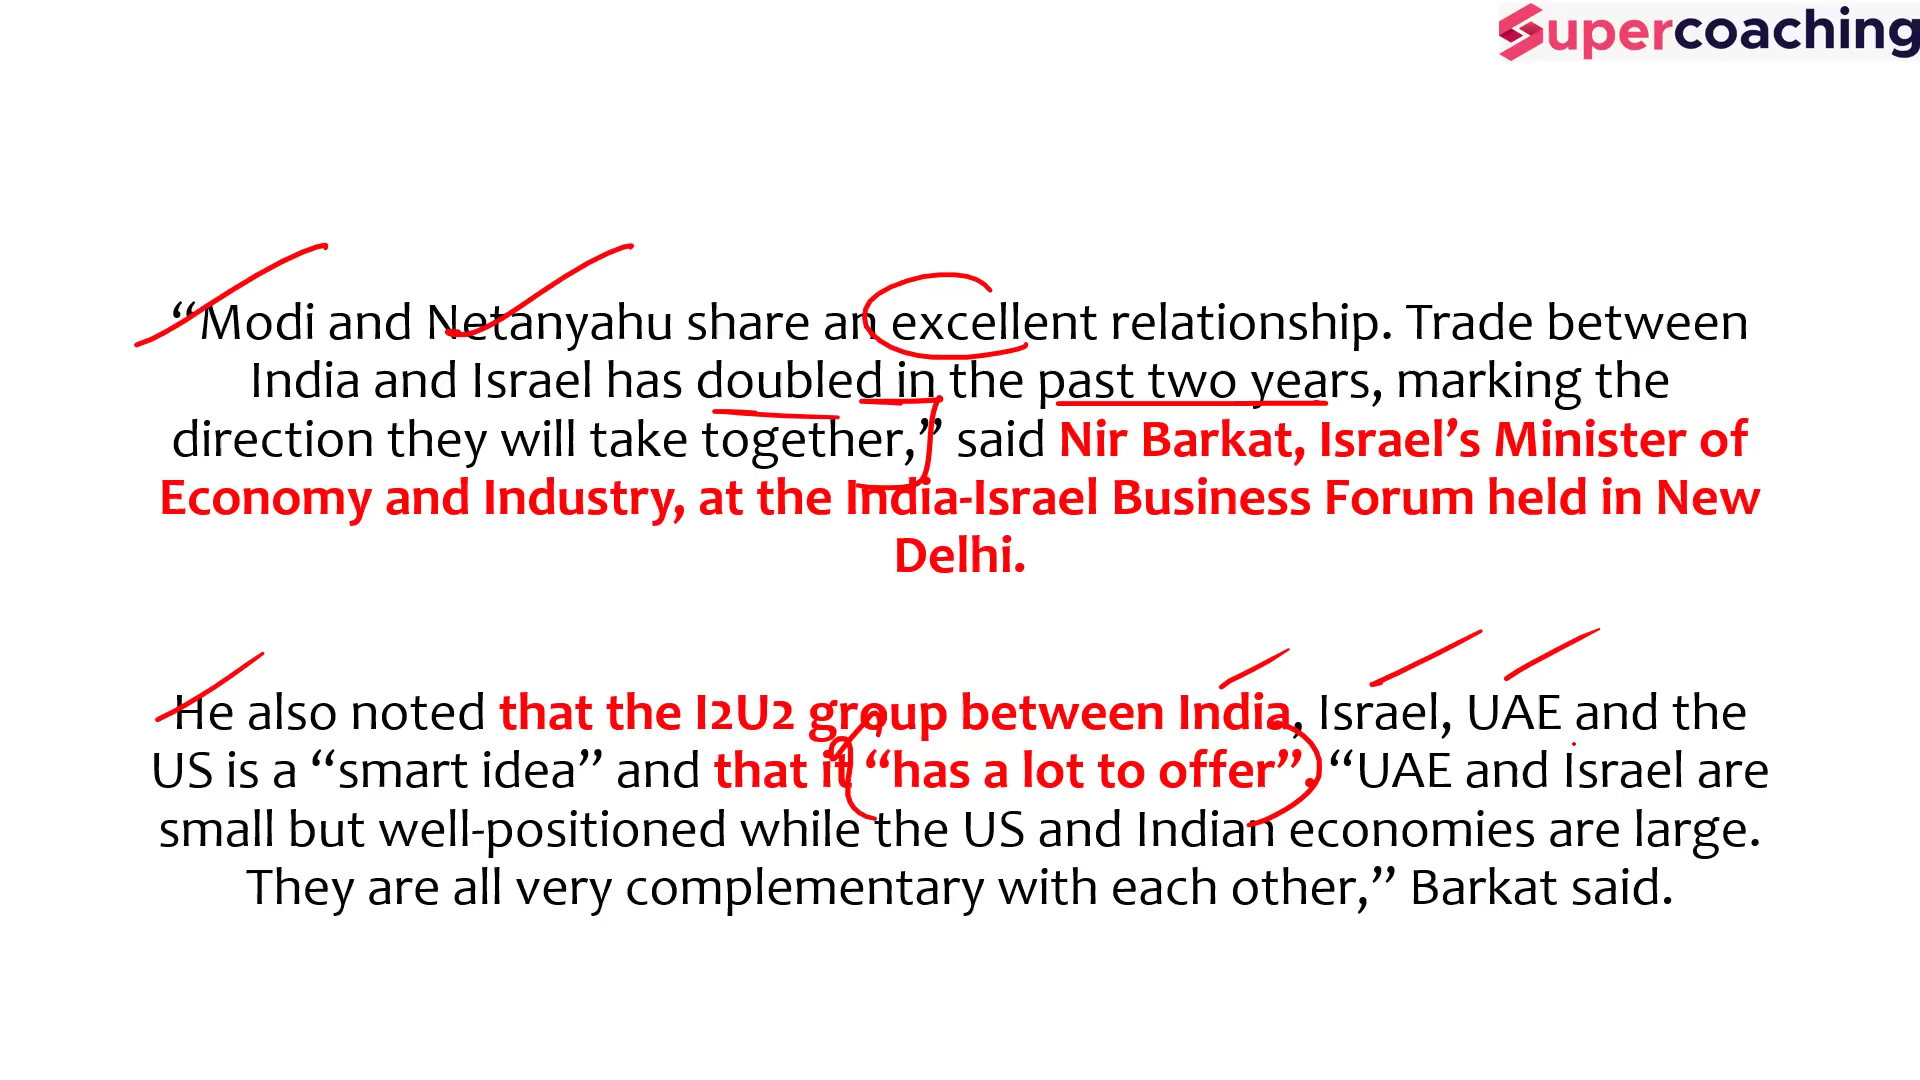 Supercoaching
“Modi and Netanyahu share an excellent relationship. Trade between
India and Israel has doubled in the past two years, marking the
direction they will take together,” said Nir Barkat, Israel’s Minister of
Economy and Industry, at the India-Israel Business Forum held in New
Delhi.
He also noted that the I2U2 group between India, Israel, UAE and the
US is a “smart idea” and that it “has a lot to offer”. “UAE and Israel are
small but well-positioned while the US and Indian economies are large.
They are all very complementary with each other,” Barkat said.